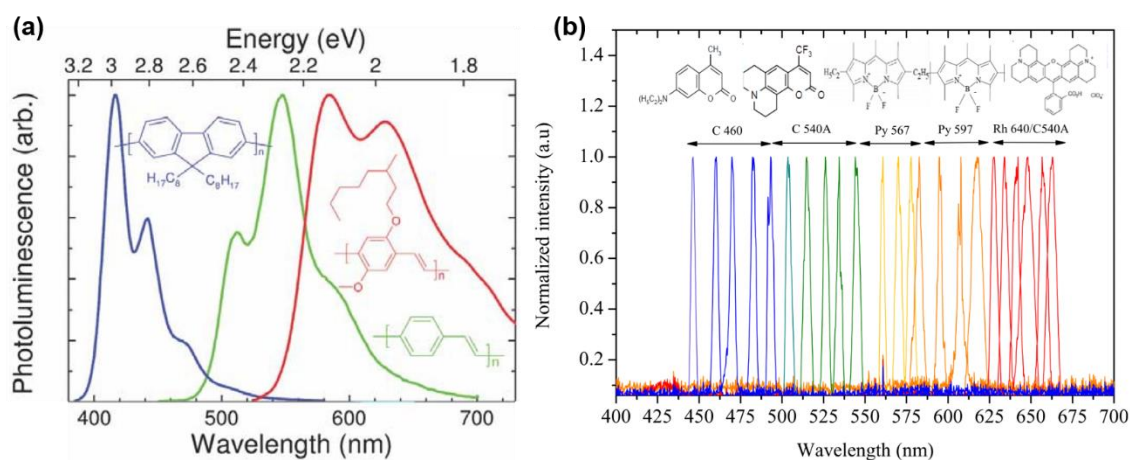 (a)
Energy (eV)
3.2 3 2.8 2.6 2.4 2.2 2 1.8
Photoluminescence (arb.)
[ ]n
H17C8 C8H17
O
[ ]n
O
[ ]n
400 500 600 700
Wavelength (nm)
(b)
1.4
1.2
1.0
0.8
0.6
0.4
0.2
Normalized intensity (a.u)
CH3
(H5C2)2N O O
CF3
N O O
H5C2 C2H5
N N
B
F F
N O N
CO2H
C 460 C 540A Py 567 Py 597 Rh 640/C540A
400 425 450 475 500 525 550 575 600 625 650 675 700
Wavelength (nm)